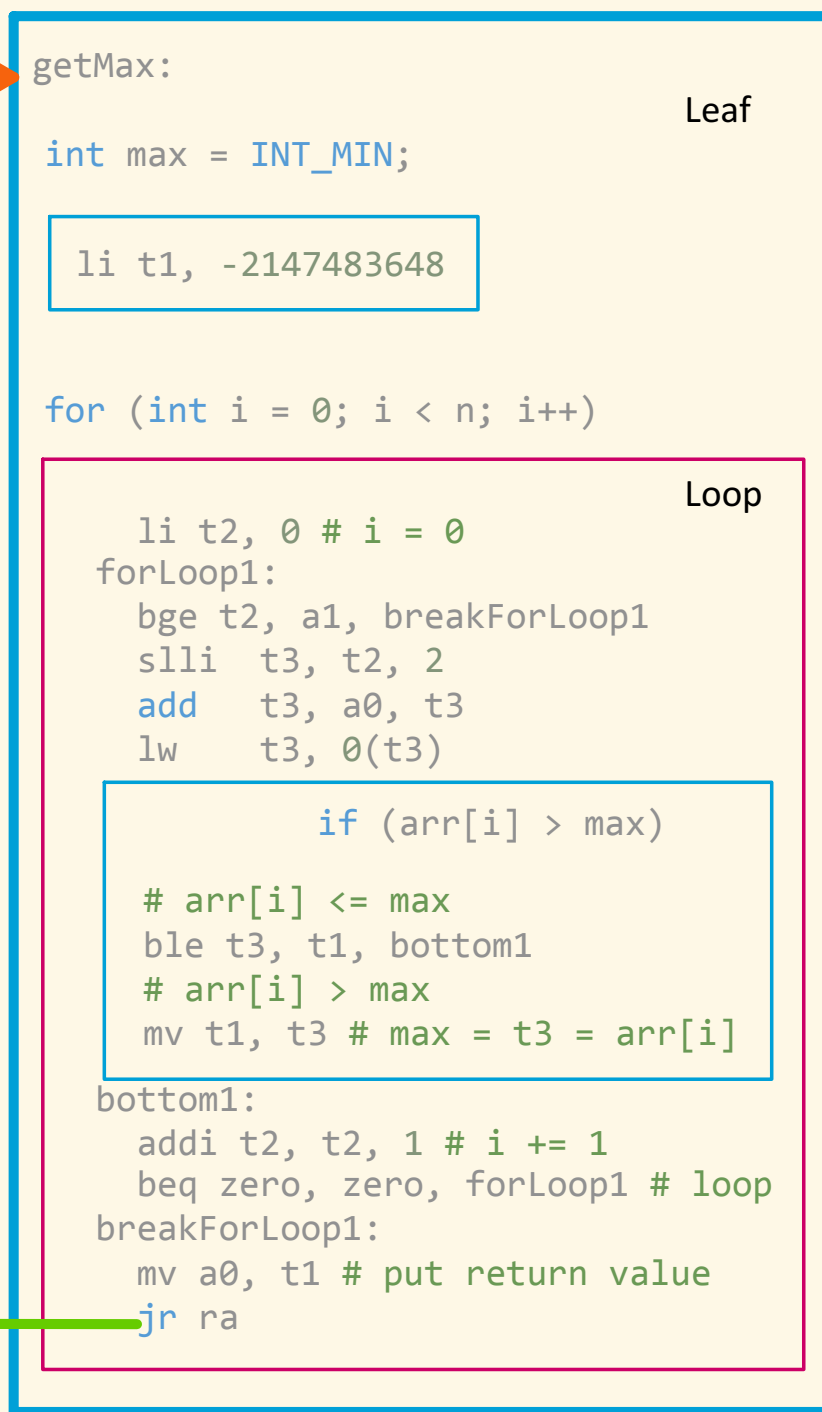 getMax:
Leaf
int max = INT_MIN;
li t1, -2147483648
for (int i = 0; i < n; i++)
Loop
li t2, 0 # i = 0
forLoop1:
bge t2, a1, breakForLoop1
slli t3, t2, 2
add t3, a0, t3
lw t3, 0(t3)
if (arr[i] > max)
# arr[i] <= max
ble t3, t1, bottom1
# arr[i] > max
mv t1, t3 # max = t3 = arr[i]
bottom1:
addi t2, t2, 1 # i += 1
beq zero, zero, forLoop1 # loop
breakForLoop1:
mv a0, t1 # put return value
jr ra